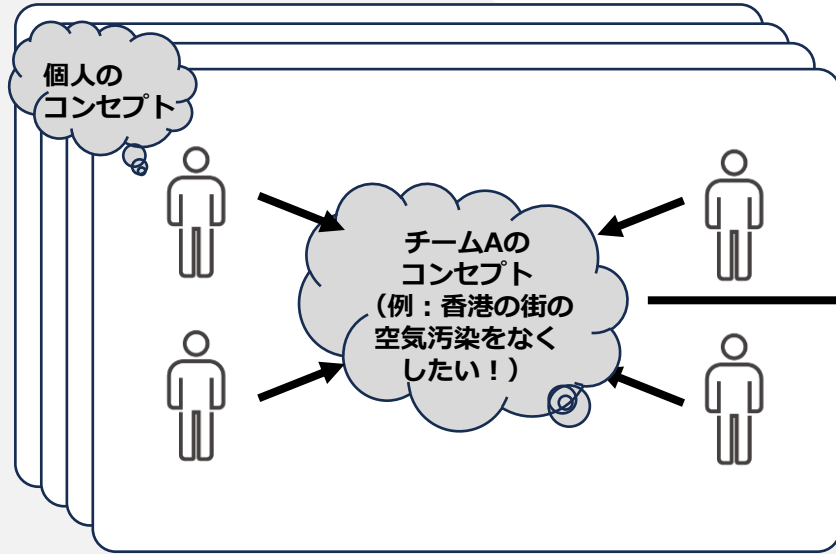 個人の
コンセプト
チームAの
コンセプト
（例：香港の街の
空気汚染をなく
したい！）